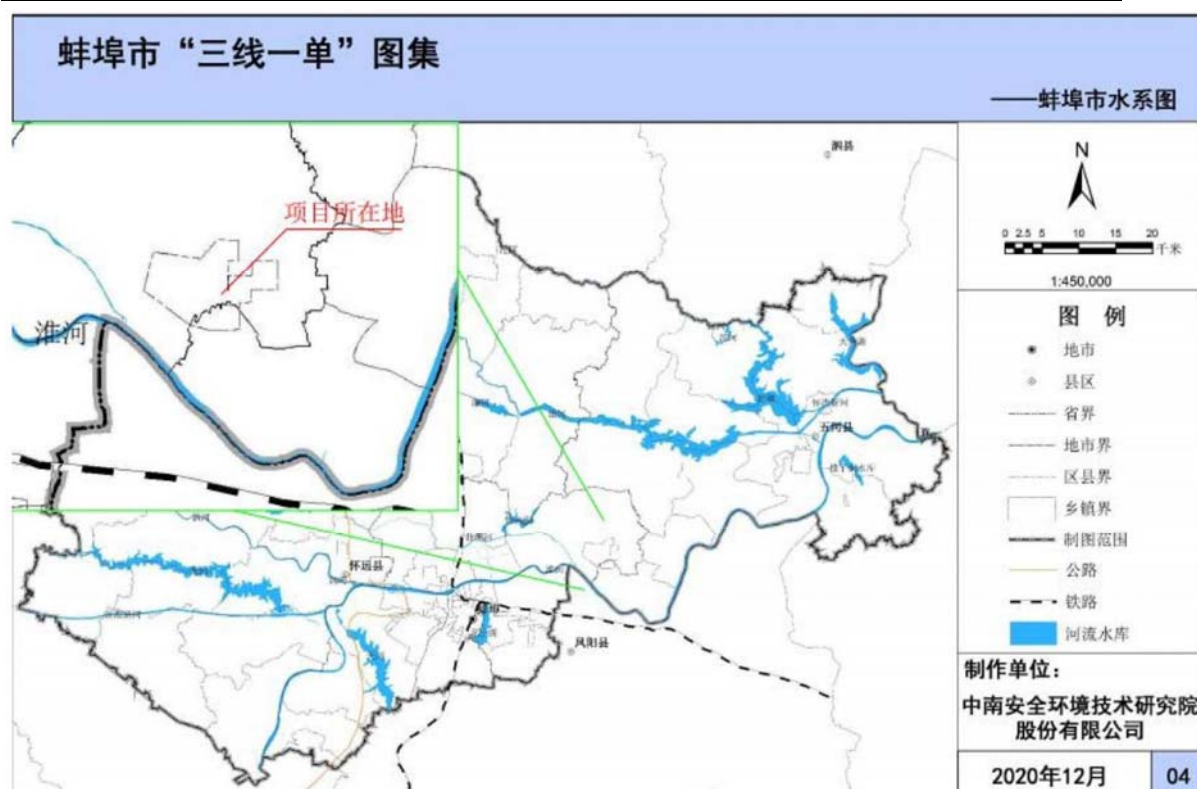 蚌埠市“三线一单”图集
——蚌埠市水系图
泗县
项目所在地
淮河
五河县
怀远县
凤阳县
N
0 2.5 5 10 15 20
千米
1:450,000
图 例
地市
县区
省界
地市界
区县界
乡镇界
制图范围
公路
铁路
河流水库
制作单位：
中南安全环境技术研究院
股份有限公司
2020年12月
04